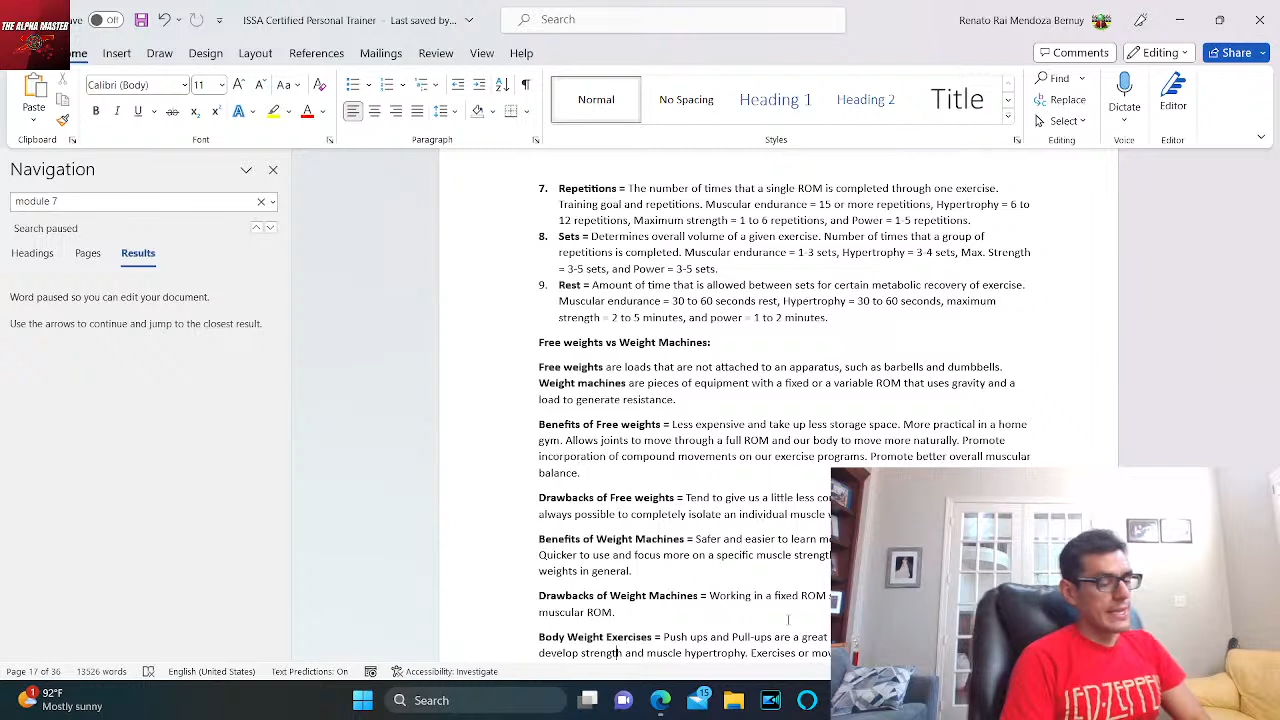 THE ALPHA MASTER
ve Off ISSA Certified Personal Trainer - Last saved by... Search Renato Rai Mendoza Bernuy
me Insert Draw Design Layout References Mailings Review View Help Comments Editing Share
Calibri (Body) 11 Aa Normal No Spacing Heading 1 Heading 2 Title Find
Paste B I U ab Replace Dictate Editor
Select
Clipboard Font Paragraph Styles Editing Voice Editor
Navigation
module 7
Search paused
Headings Pages Results
Word paused so you can edit your document.
Use the arrows to continue and jump to the closest result.
7. Repetitions = The number of times that a single ROM is completed through one exercise.
Training goal and repetitions. Muscular endurance = 15 or more repetitions, Hypertrophy = 6 to
12 repetitions, Maximum strength = 1 to 6 repetitions, and Power = 1-5 repetitions.
8. Sets = Determines overall volume of a given exercise. Number of times that a group of
repetitions is completed. Muscular endurance = 1-3 sets, Hypertrophy = 3-4 sets, Max. Strength
= 3-5 sets, and Power = 3-5 sets.
9. Rest = Amount of time that is allowed between sets for certain metabolic recovery of exercise.
Muscular endurance = 30 to 60 seconds rest, Hypertrophy = 30 to 60 seconds, maximum
strength = 2 to 5 minutes, and power = 1 to 2 minutes.
Free weights vs Weight Machines:
Free weights are loads that are not attached to an apparatus, such as barbells and dumbbells.
Weight machines are pieces of equipment with a fixed or a variable ROM that uses gravity and a
load to generate resistance.
Benefits of Free weights = Less expensive and take up less storage space. More practical in a home
gym. Allows joints to move through a full ROM and our body to move more naturally. Promote
incorporation of compound movements on our exercise programs. Promote better overall muscular
balance.
Drawbacks of Free weights = Tend to give us a little less co
always possible to completely isolate an individual muscle
Benefits of Weight Machines = Safer and easier to learn mo
Quicker to use and focus more on a specific muscle strengt
weights in general.
Drawbacks of Weight Machines = Working in a fixed ROM
muscular ROM.
Body Weight Exercises = Push ups and Pull-ups are a great
develop strength and muscle hypertrophy. Exercises or mo
LED-ZEPPE
Page 17 of 36 13526 words English (U.S.) Text Predictions: On Accessibility: Investigate
1 92°F
Mostly sunny
Search
15